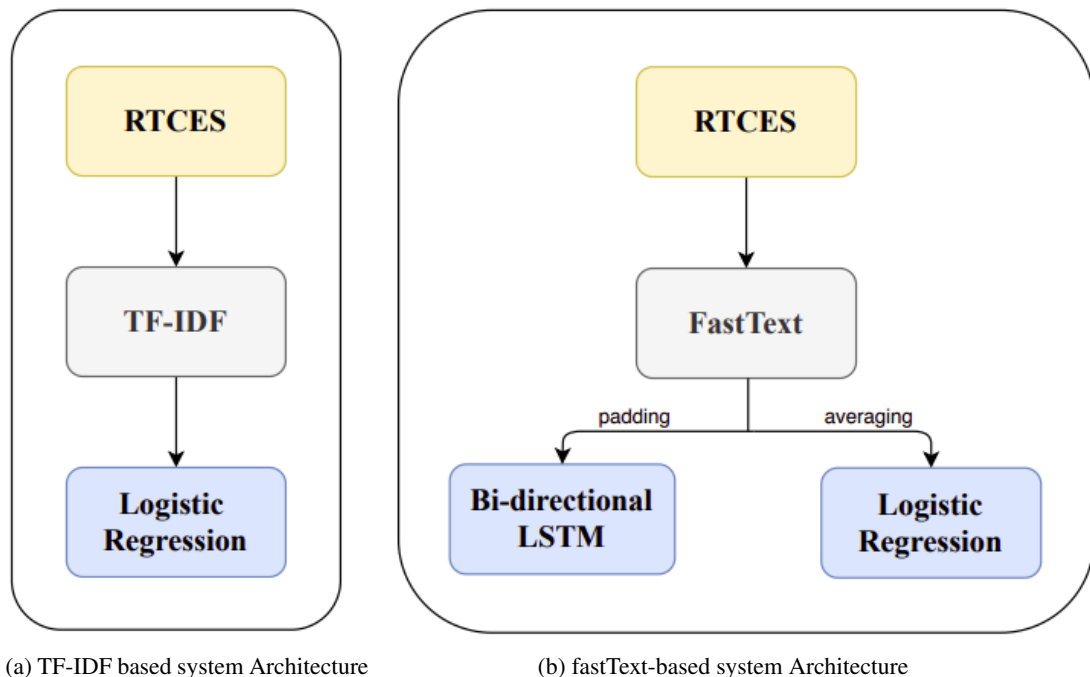 RTCES
TF-IDF
Logistic
Regression
(a) TF-IDF based system Architecture
RTCES
FastText
padding
averaging
Bi-directional
LSTM
Logistic
Regression
(b) fastText-based system Architecture